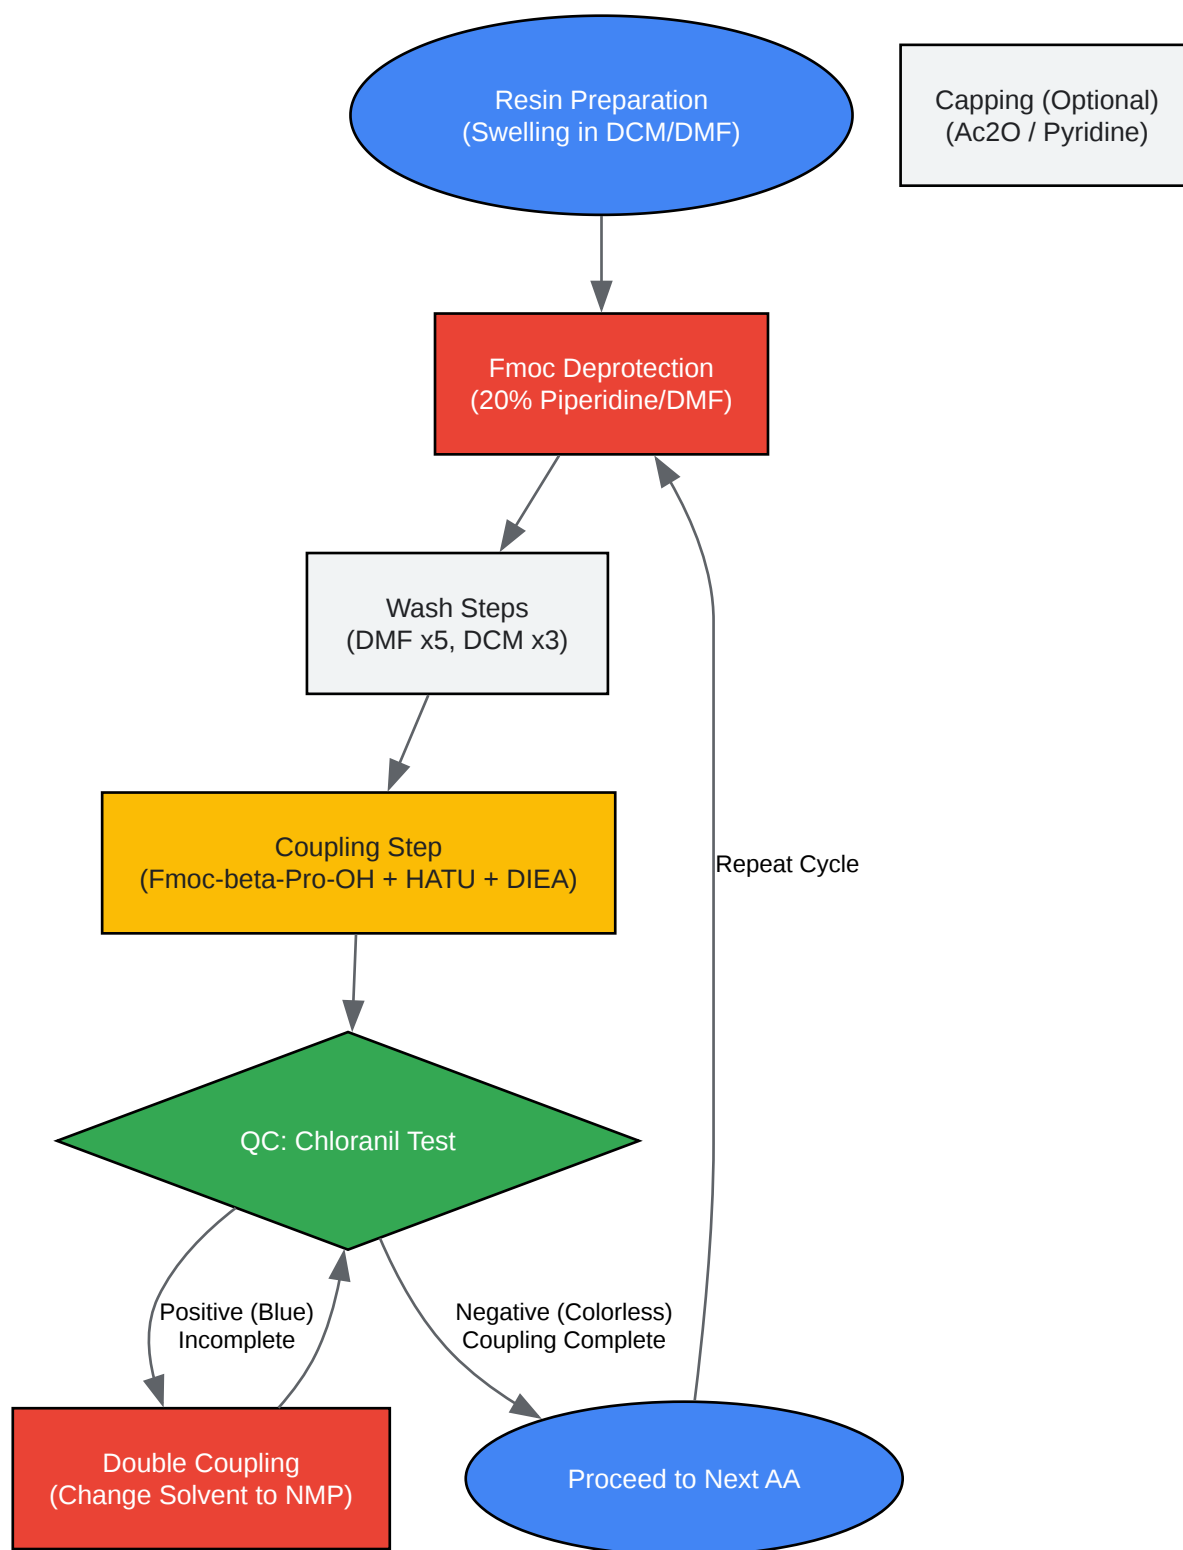 Resin Preparation
(Swelling in DCM/DMF)
Capping (Optional)
(Ac2O / Pyridine)
Fmoc Deprotection
(20% Piperidine/DMF)
Wash Steps
(DMF x5, DCM x3)
Coupling Step
(Fmoc-beta-Pro-OH + HATU + DIEA)
Repeat Cycle
QC: Chloranil Test
Positive (Blue)
Incomplete
Negative (Colorless)
Coupling Complete
Double Coupling
(Change Solvent to NMP)
Proceed to Next AA